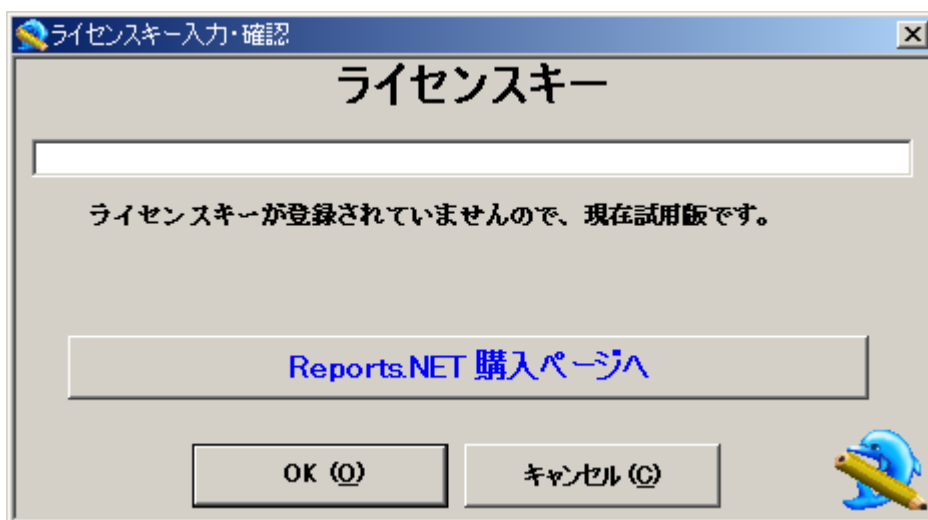 ライセンスキー入力・確認
ライセンスキー
ライセンスキーが登録されていませんので、現在試用飯です。
Reports.NET 購入ページへ
OK (O)
キャンセル (C)